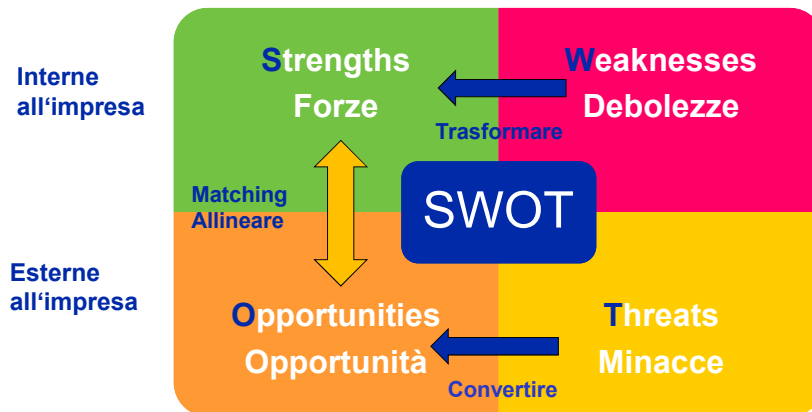 Interne
all‘impresa
Strengths
Forze
Trasformare
Weaknesses
Debolezze
Matching
Allineare
SWOT
Esterne
all‘impresa
Opportunities
Opportunità
Convertire
Threats
Minacce